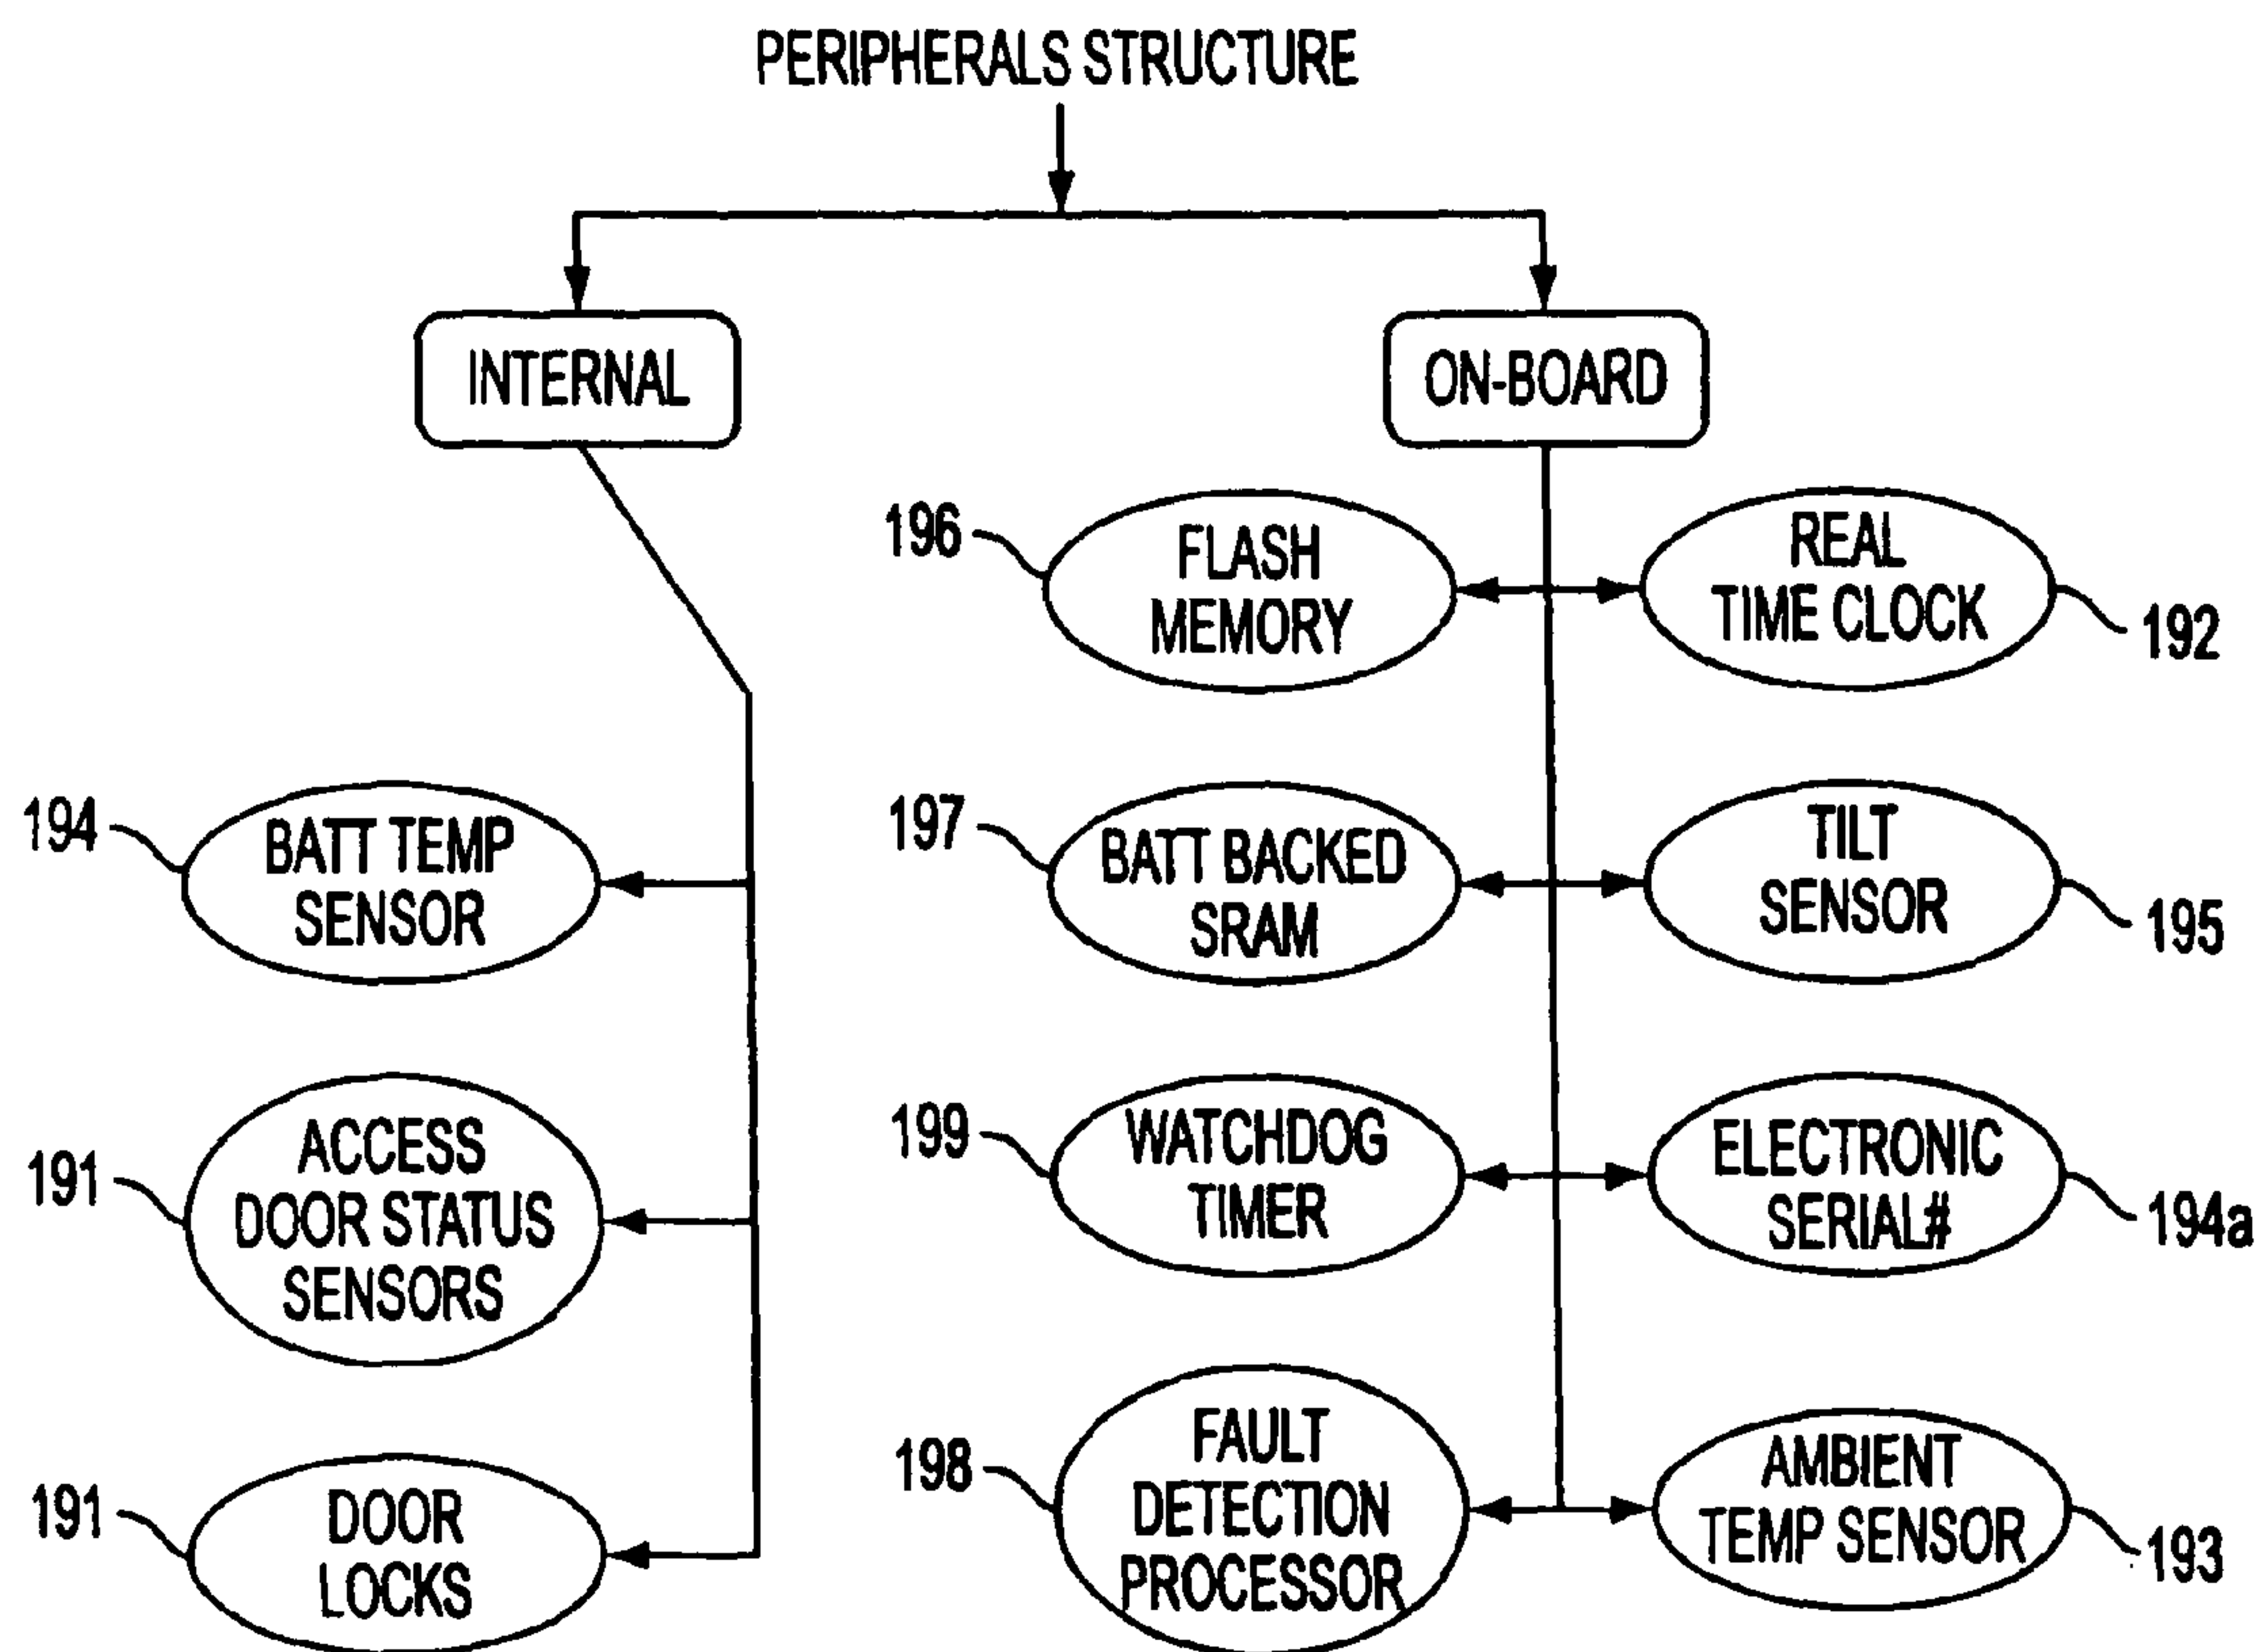 PERIPHERALS STRUCTURE
INTERNAL
ON-BOARD
196
FLASH
MEMORY
REAL
TIME CLOCK
192
194
BATT TEMP
SENSOR
197
BATT BACKED
SRAM
TILT
SENSOR
195
191
ACCESS
DOOR STATUS
SENSORS
199
WATCHDOG
TIMER
ELECTRONIC
SERIAL#
194a
191
DOOR
LOCKS
198
FAULT
DETECTION
PROCESSOR
AMBIENT
TEMP SENSOR
193